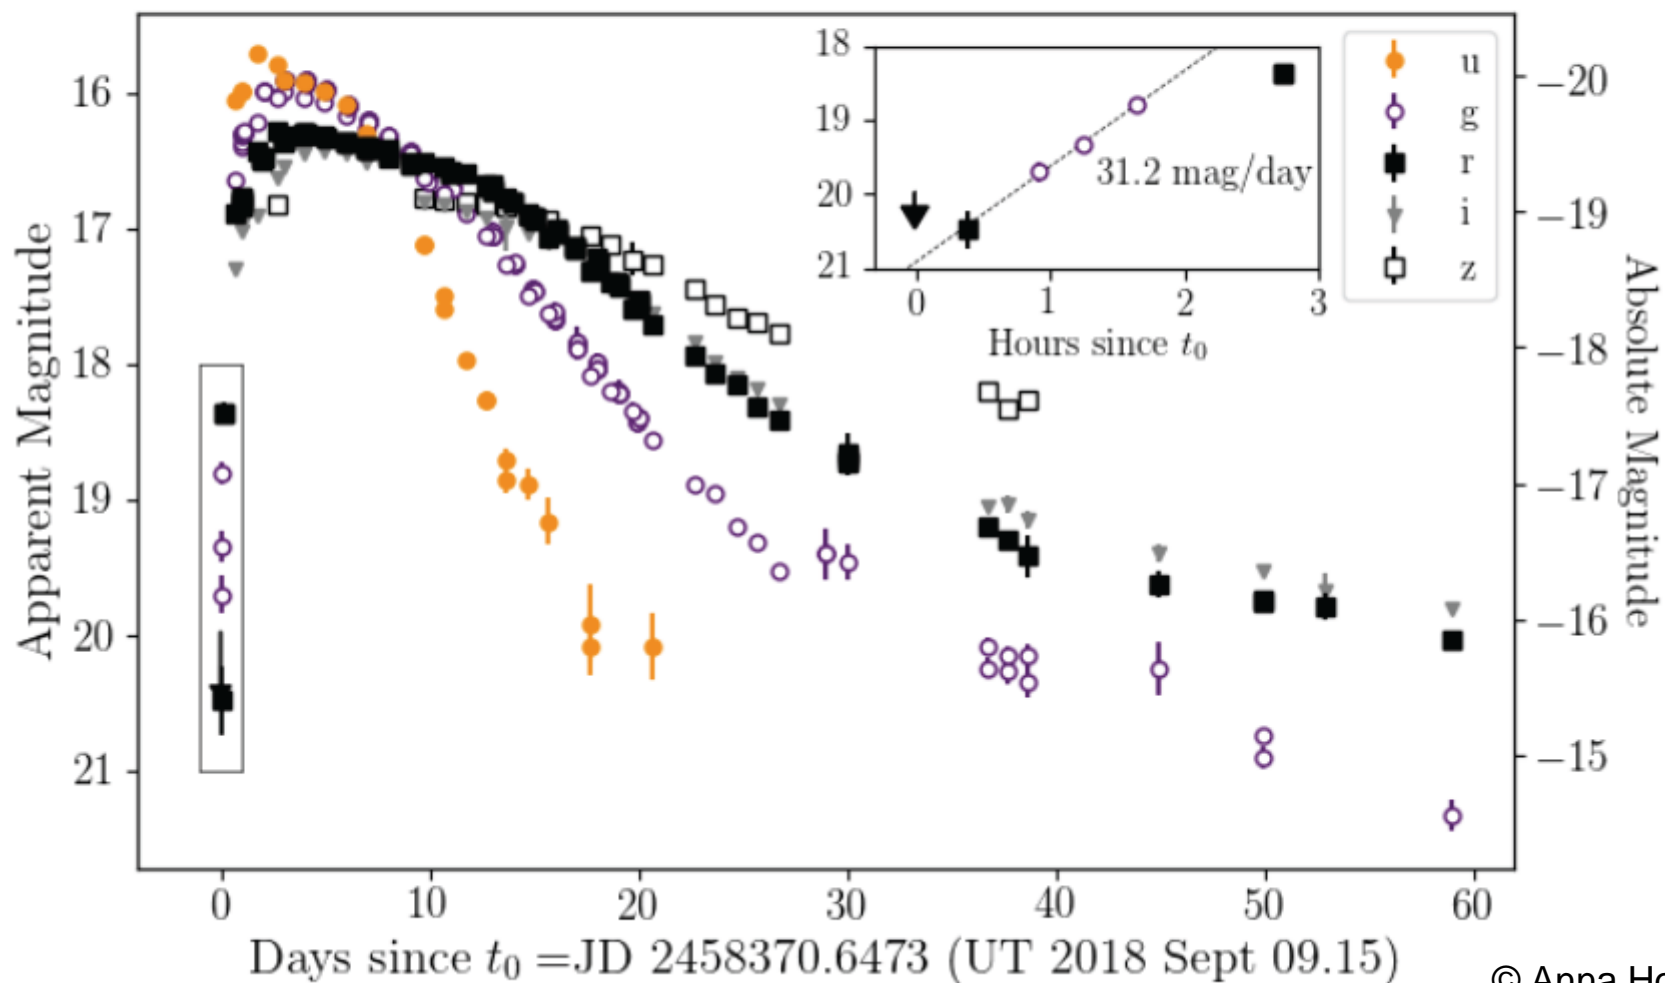 Apparent Magnitude
16
17
18
19
20
21
0
10
20
30
40
50
60
Days since t₀ =JD 2458370.6473 (UT 2018 Sept 09.15)
18
19
20
21
0
1
2
3
31.2 mag/day
Hours since t₀
u
g
r
i
z
−20
−19
−18
−17
−16
−15
Absolute Magnitude
© Anna